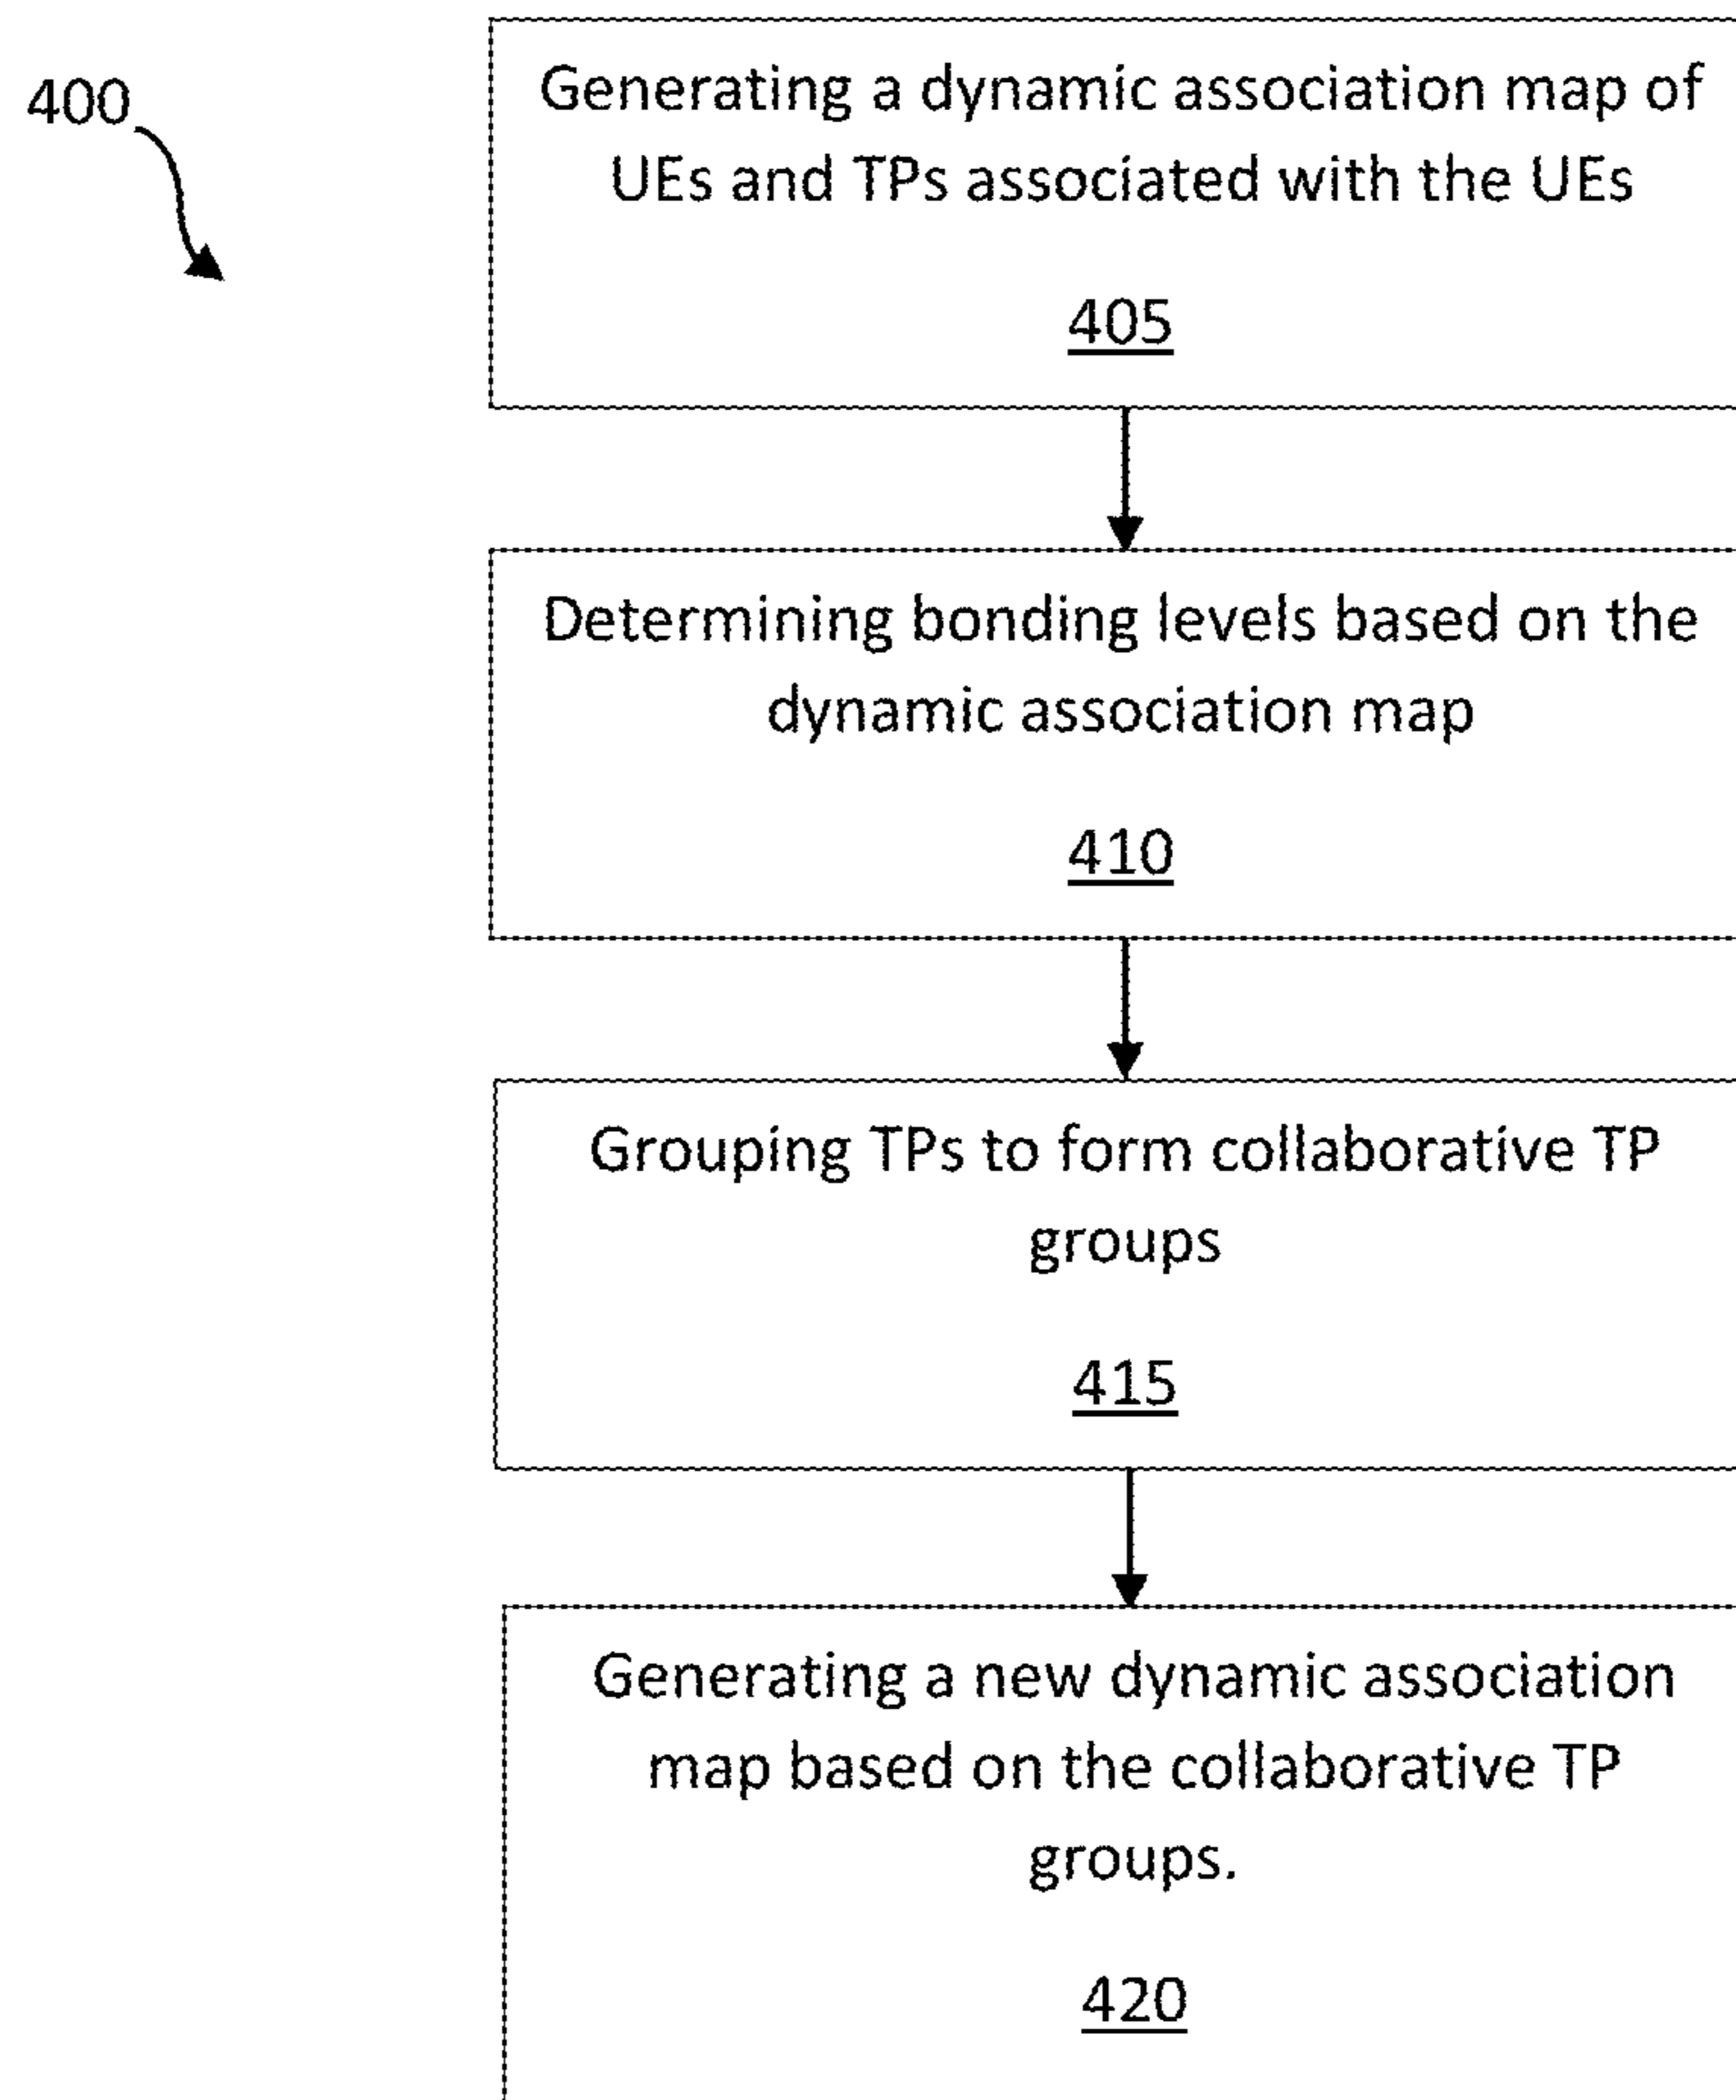 400
Generating a dynamic association map of
UEs and TPs associated with the UEs
405
Determining bonding levels based on the
dynamic association map
410
Grouping TPs to form collaborative TP
groups
415
Generating a new dynamic association
map based on the collaborative TP
groups.
420